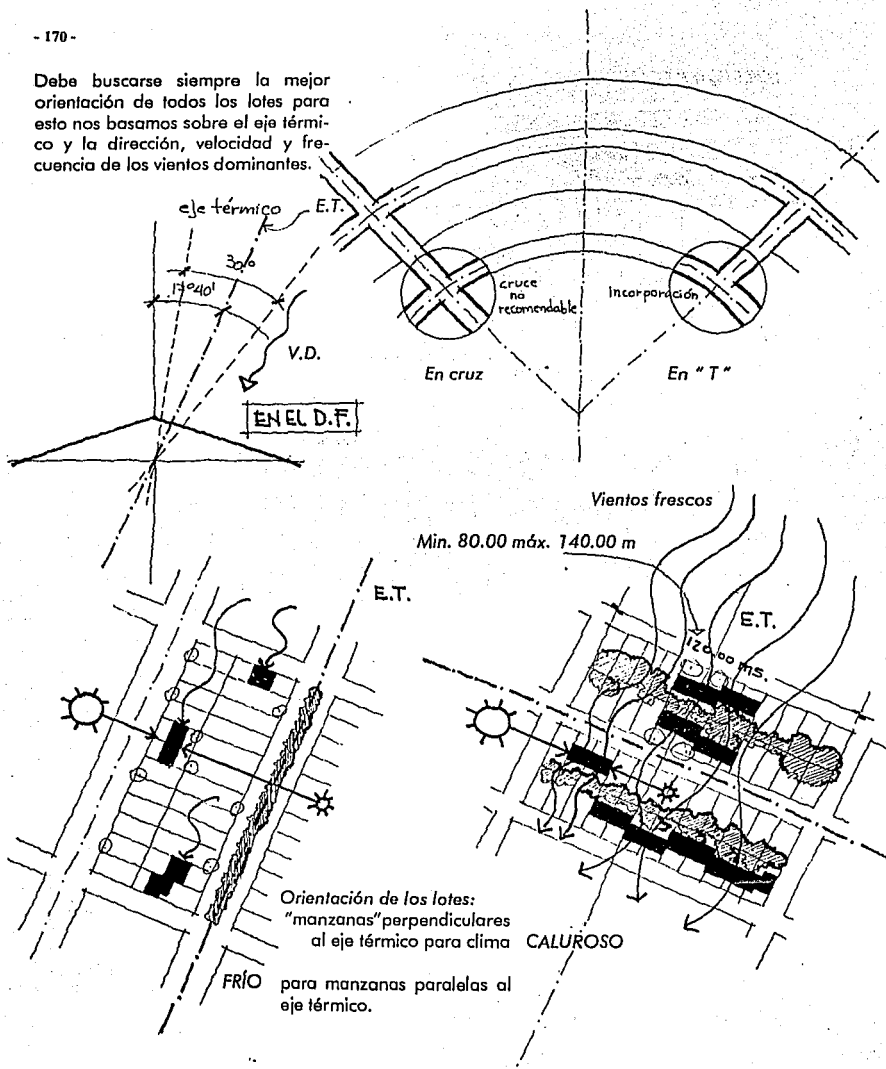 - 170 -
Debe buscarse siempre la mejor
orientación de todos los lotes para
esto nos basamos sobre el eje térmi-
co y la dirección, velocidad y fre-
cuencia de los vientos dominantes.
eje térmico
E.T.
30%
17°40'
V.D.
EN EL D.F.
cruce
no
recomendable
incorporación
En cruz
En "T"
Vientos frescos
Min. 80.00 máx. 140.00 m
E.T.
E.T.
120.00 ms.
Orientación de los lotes:
"manzanas" perpendiculares
al eje térmico para clima CALUROSO
FRÍO para manzanas paralelas al
eje térmico.